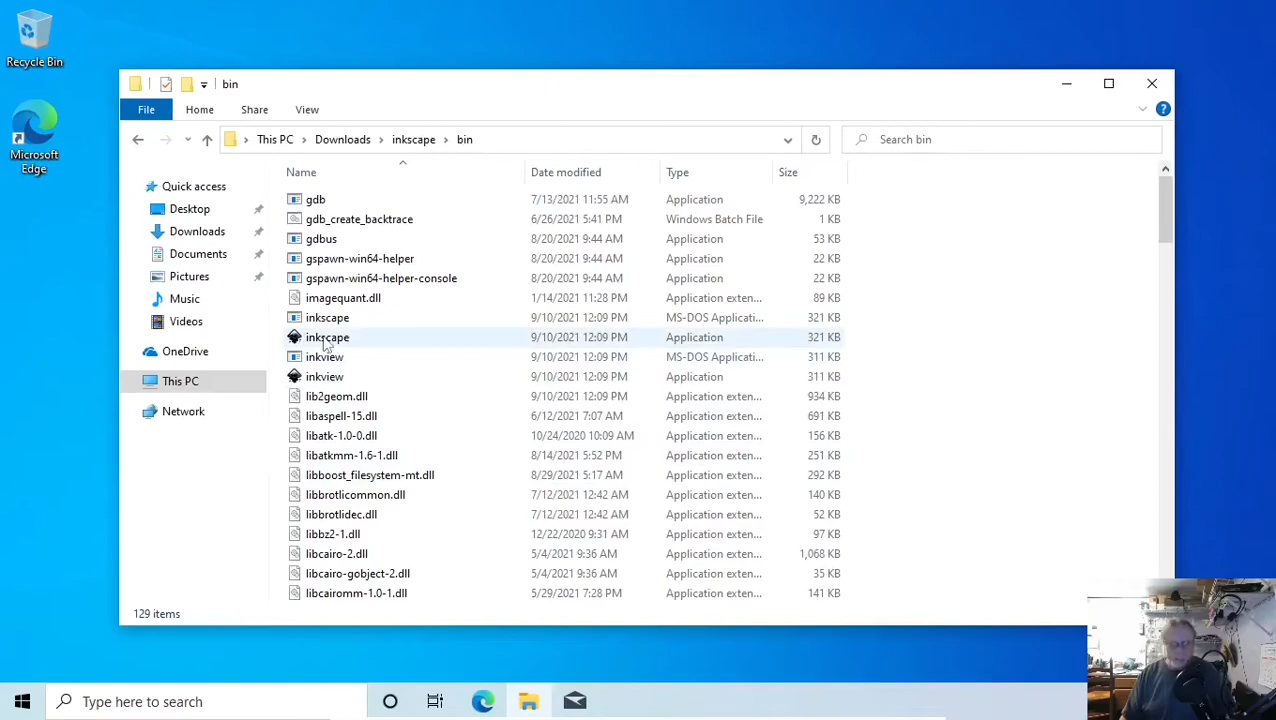 Recycle Bin
Microsoft
Edge
bin
File Home Share View
This PC Downloads inkscape bin
Search bin
Name Date modified Type Size
Quick access
Desktop
Downloads
Documents
Pictures
Music
Videos
OneDrive
This PC
Network
gdb 7/13/2021 11:55 AM Application 9,222 KB
gdb_create_backtrace 6/26/2021 5:41 PM Windows Batch File 1 KB
gdbus 8/20/2021 9:44 AM Application 53 KB
gspawn-win64-helper 8/20/2021 9:44 AM Application 22 KB
gspawn-win64-helper-console 8/20/2021 9:44 AM Application 22 KB
imagequant.dll 1/14/2021 11:28 PM Application exten... 89 KB
inkscape 9/10/2021 12:09 PM MS-DOS Applicati... 321 KB
inkscape 9/10/2021 12:09 PM Application 321 KB
inkview 9/10/2021 12:09 PM MS-DOS Applicati... 311 KB
inkview 9/10/2021 12:09 PM Application 311 KB
lib2geom.dll 9/10/2021 12:09 PM Application exten... 934 KB
libaspell-15.dll 6/12/2021 7:07 AM Application exten... 691 KB
libatk-1.0-0.dll 10/24/2020 10:09 AM Application exten... 156 KB
libatkmm-1.6-1.dll 8/14/2021 5:52 PM Application exten... 251 KB
libboost_filesystem-mt.dll 8/29/2021 5:17 AM Application exten... 292 KB
libbrotlicommon.dll 7/12/2021 12:42 AM Application exten... 140 KB
libbrotlidec.dll 7/12/2021 12:42 AM Application exten... 52 KB
libbz2-1.dll 12/22/2020 9:31 AM Application exten... 97 KB
libcairo-2.dll 5/4/2021 9:36 AM Application exten... 1,068 KB
libcairo-gobject-2.dll 5/4/2021 9:36 AM Application exten... 35 KB
libcairomm-1.0-1.dll 5/29/2021 7:28 PM Application exten... 141 KB
129 items
Type here to search